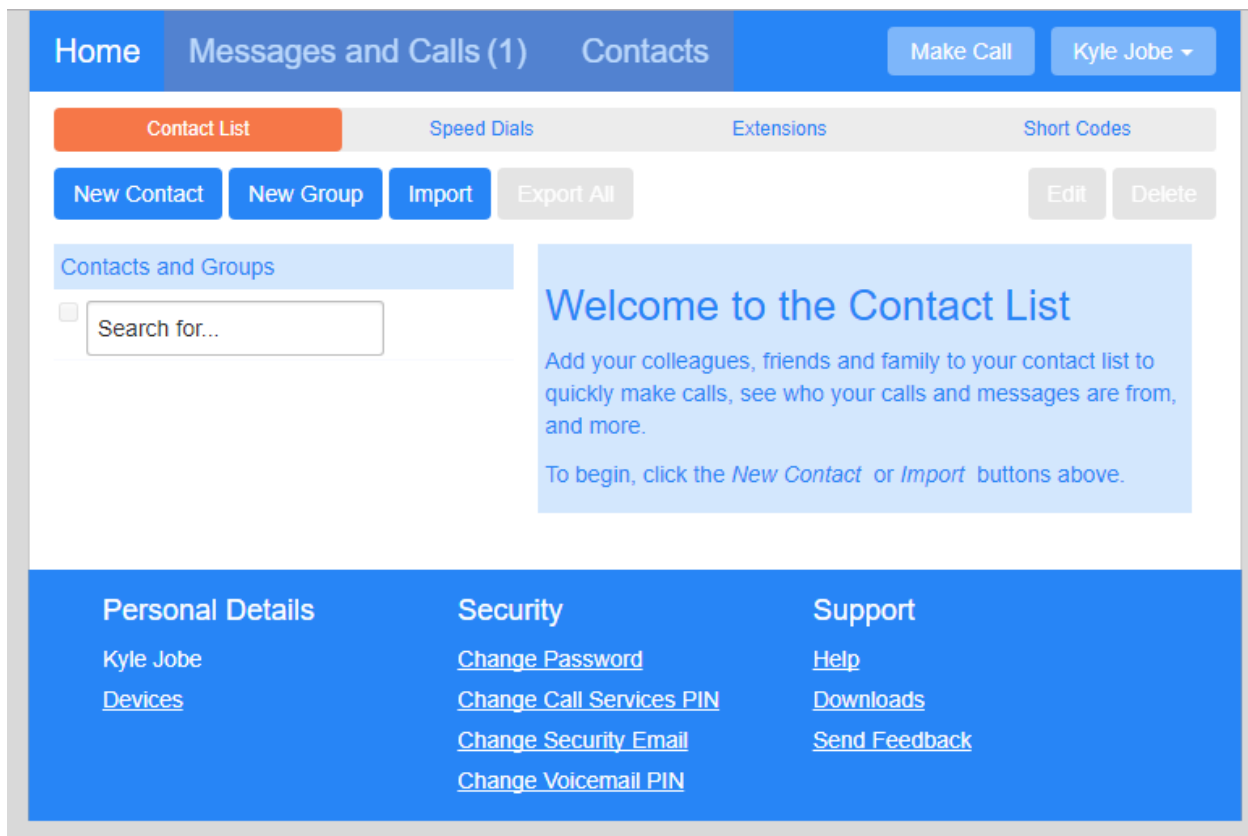 Home Messages and Calls (1) Contacts Make Call Kyle Jobe
Contact List Speed Dials Extensions Short Codes
New Contact New Group Import Export All Edit Delete
Contacts and Groups
Search for...
Welcome to the Contact List
Add your colleagues, friends and family to your contact list to
quickly make calls, see who your calls and messages are from,
and more.
To begin, click the New Contact or Import buttons above.
Personal Details
Kyle Jobe
Devices
Security
Change Password
Change Call Services PIN
Change Security Email
Change Voicemail PIN
Support
Help
Downloads
Send Feedback